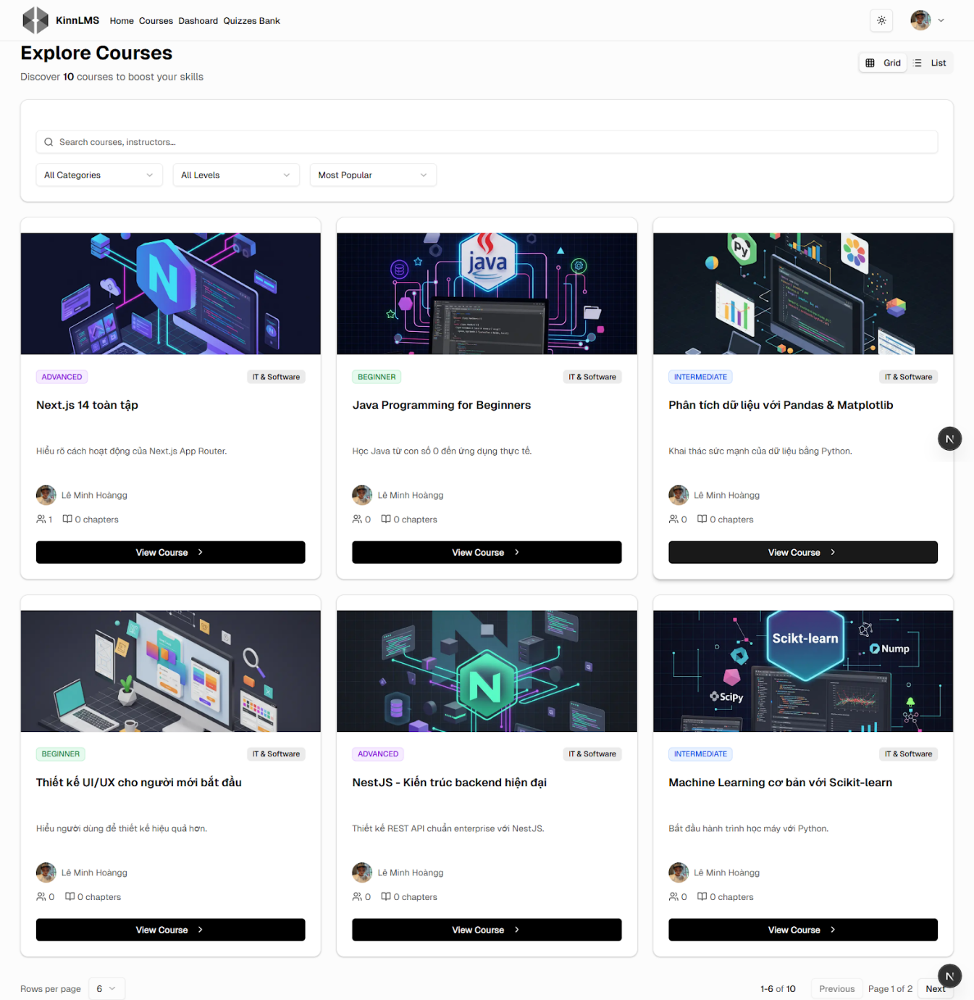 KinnLMS Home Courses Dashoard Quizzes Bank
Explore Courses
Discover 10 courses to boost your skills
Grid List
Search courses, instructors...
All Categories All Levels Most Popular
N
ADVANCED IT & Software
Next.js 14 toàn tập
Hiểu rõ cách hoạt động của Next.js App Router.
Lê Minh Hoàngg
1 0 chapters
View Course
java
BEGINNER IT & Software
Java Programming for Beginners
Học Java từ con số 0 đến ứng dụng thực tế.
Lê Minh Hoàngg
0 0 chapters
View Course
Py
INTERMEDIATE IT & Software
Phân tích dữ liệu với Pandas & Matplotlib
Khai thác sức mạnh của dữ liệu bằng Python.
Lê Minh Hoàngg
0 0 chapters
View Course
N
BEGINNER IT & Software
Thiết kế UI/UX cho người mới bắt đầu
Hiểu người dùng để thiết kế hiệu quả hơn.
Lê Minh Hoàngg
0 0 chapters
View Course
N
ADVANCED IT & Software
NestJS - Kiến trúc backend hiện đại
Thiết kế REST API chuẩn enterprise với NestJS.
Lê Minh Hoàngg
0 0 chapters
View Course
Scikit-learn
Nump
SciPy
INTERMEDIATE IT & Software
Machine Learning cơ bản với Scikit-learn
Bắt đầu hành trình học máy với Python.
Lê Minh Hoàngg
0 0 chapters
View Course
Rows per page 6
1-6 of 10 Previous Page 1 of 2 Next
N